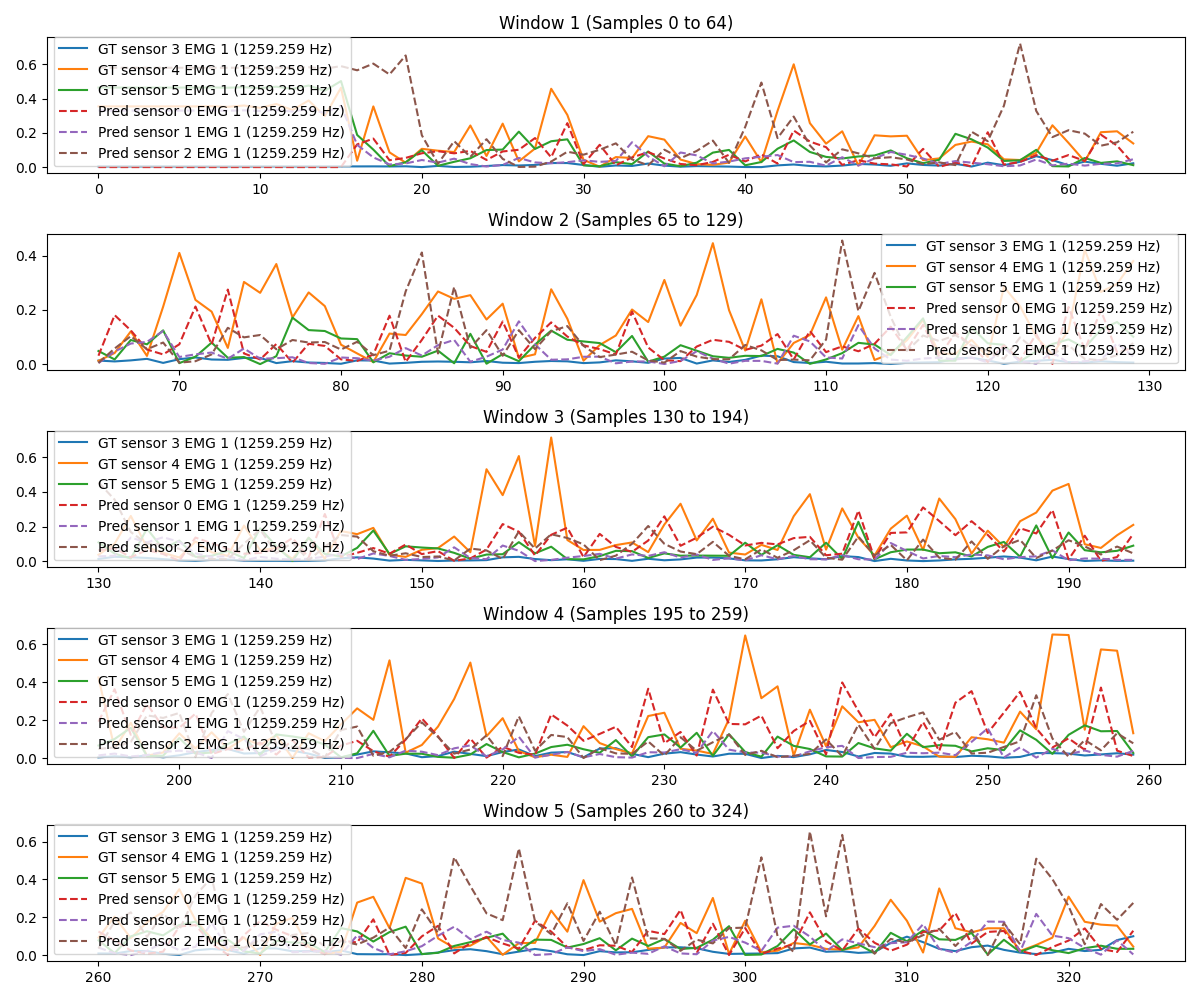 Window 1 (Samples 0 to 64)
GT sensor 3 EMG 1 (1259.259 Hz)
GT sensor 4 EMG 1 (1259.259 Hz)
GT sensor 5 EMG 1 (1259.259 Hz)
Pred sensor 0 EMG 1 (1259.259 Hz)
Pred sensor 1 EMG 1 (1259.259 Hz)
Pred sensor 2 EMG 1 (1259.259 Hz)
0.6
0.4
0.2
0.0
0 10 20 30 40 50 60
Window 2 (Samples 65 to 129)
GT sensor 3 EMG 1 (1259.259 Hz)
GT sensor 4 EMG 1 (1259.259 Hz)
GT sensor 5 EMG 1 (1259.259 Hz)
Pred sensor 0 EMG 1 (1259.259 Hz)
Pred sensor 1 EMG 1 (1259.259 Hz)
Pred sensor 2 EMG 1 (1259.259 Hz)
0.4
0.2
0.0
70 80 90 100 110 120 130
Window 3 (Samples 130 to 194)
GT sensor 3 EMG 1 (1259.259 Hz)
GT sensor 4 EMG 1 (1259.259 Hz)
GT sensor 5 EMG 1 (1259.259 Hz)
Pred sensor 0 EMG 1 (1259.259 Hz)
Pred sensor 1 EMG 1 (1259.259 Hz)
Pred sensor 2 EMG 1 (1259.259 Hz)
0.6
0.4
0.2
0.0
130 140 150 160 170 180 190
Window 4 (Samples 195 to 259)
GT sensor 3 EMG 1 (1259.259 Hz)
GT sensor 4 EMG 1 (1259.259 Hz)
GT sensor 5 EMG 1 (1259.259 Hz)
Pred sensor 0 EMG 1 (1259.259 Hz)
Pred sensor 1 EMG 1 (1259.259 Hz)
Pred sensor 2 EMG 1 (1259.259 Hz)
0.6
0.4
0.2
0.0
200 210 220 230 240 250 260
Window 5 (Samples 260 to 324)
GT sensor 3 EMG 1 (1259.259 Hz)
GT sensor 4 EMG 1 (1259.259 Hz)
GT sensor 5 EMG 1 (1259.259 Hz)
Pred sensor 0 EMG 1 (1259.259 Hz)
Pred sensor 1 EMG 1 (1259.259 Hz)
Pred sensor 2 EMG 1 (1259.259 Hz)
0.6
0.4
0.2
0.0
260 270 280 290 300 310 320